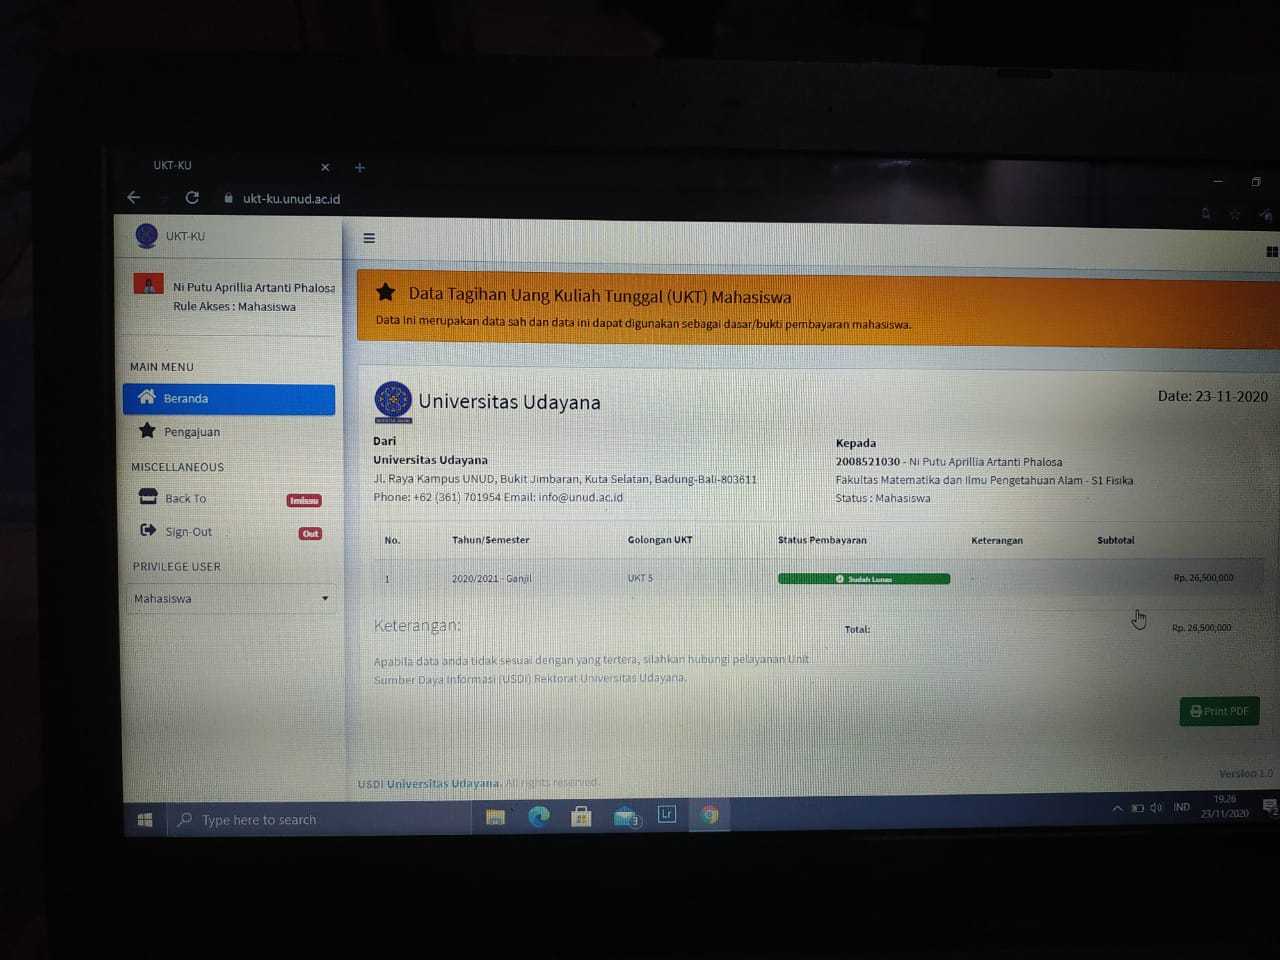 UKT-KU
ukt-ku.unud.ac.id
UKT-KU
Ni Putu Aprillia Artanti Phalosa
Rule Akses : Mahasiswa
MAIN MENU
Beranda
Pengajuan
MISCELLANEOUS
Back To
Imissu
Sign-Out
Out
PRIVILEGE USER
Mahasiswa
Data Tagihan Uang Kuliah Tunggal (UKT) Mahasiswa
Data ini merupakan data sah dan data ini dapat digunakan sebagai dasar/bukti pembayaran mahasiswa.
Universitas Udayana
Date: 23-11-2020
Dari
Universitas Udayana
Jl. Raya Kampus UNUD, Bukit Jimbaran, Kuta Selatan, Badung-Bali-803611
Phone: +62 (361) 701954 Email: info@unud.ac.id
Kepada
2008521030 - Ni Putu Aprillia Artanti Phalosa
Fakultas Matematika dan Ilmu Pengetahuan Alam - S1 Fisika
Status : Mahasiswa
No. Tahun/Semester Golongan UKT Status Pembayaran Keterangan Subtotal
1 2020/2021 - Ganjil UKT 5 Sudah Lunas - Rp. 26,500,000
Keterangan:
Total: Rp. 26,500,000
Apabila data anda tidak sesuai dengan yang tertera, silahkan hubungi pelayanan Unit
Sumber Daya Informasi (USDI) Rektorat Universitas Udayana.
Print PDF
USDI Universitas Udayana. All rights reserved.
Version 1.0
Type here to search
3
Lr
IND
19.26
23/11/2020